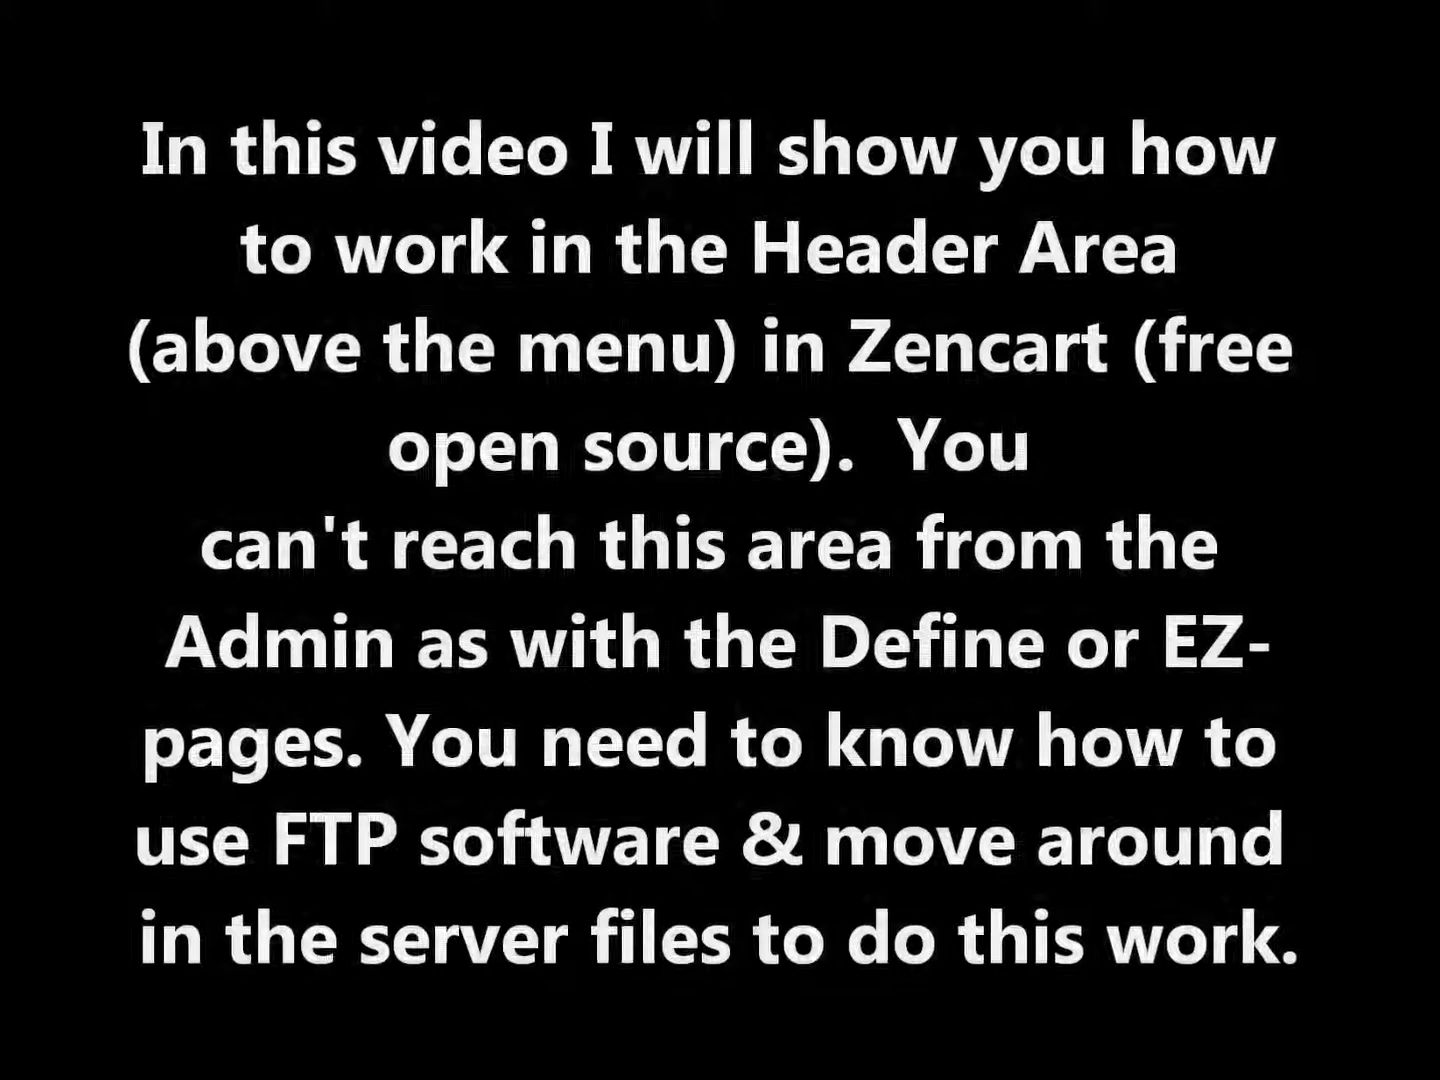 In this video I will show you how
to work in the Header Area
(above the menu) in Zencart (free
open source).  You
can't reach this area from the
Admin as with the Define or EZ-
pages. You need to know how to
use FTP software & move around
in the server files to do this work.